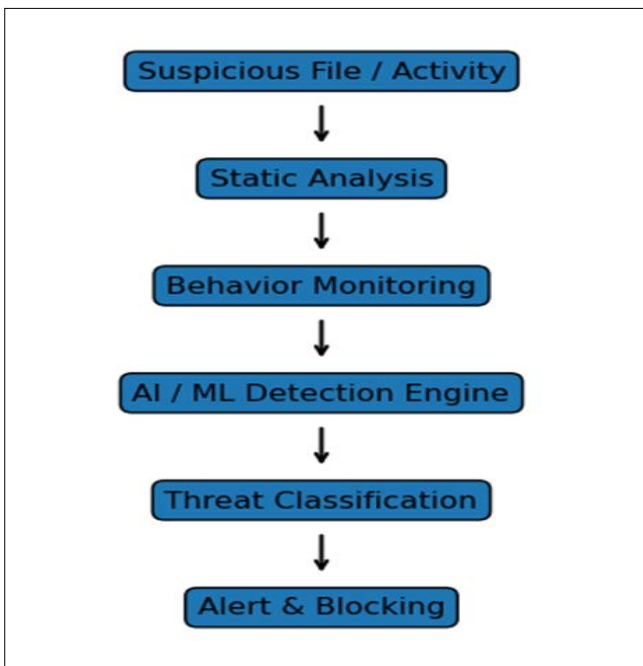 Suspicious File / Activity
Static Analysis
Behavior Monitoring
AI / ML Detection Engine
Threat Classification
Alert & Blocking